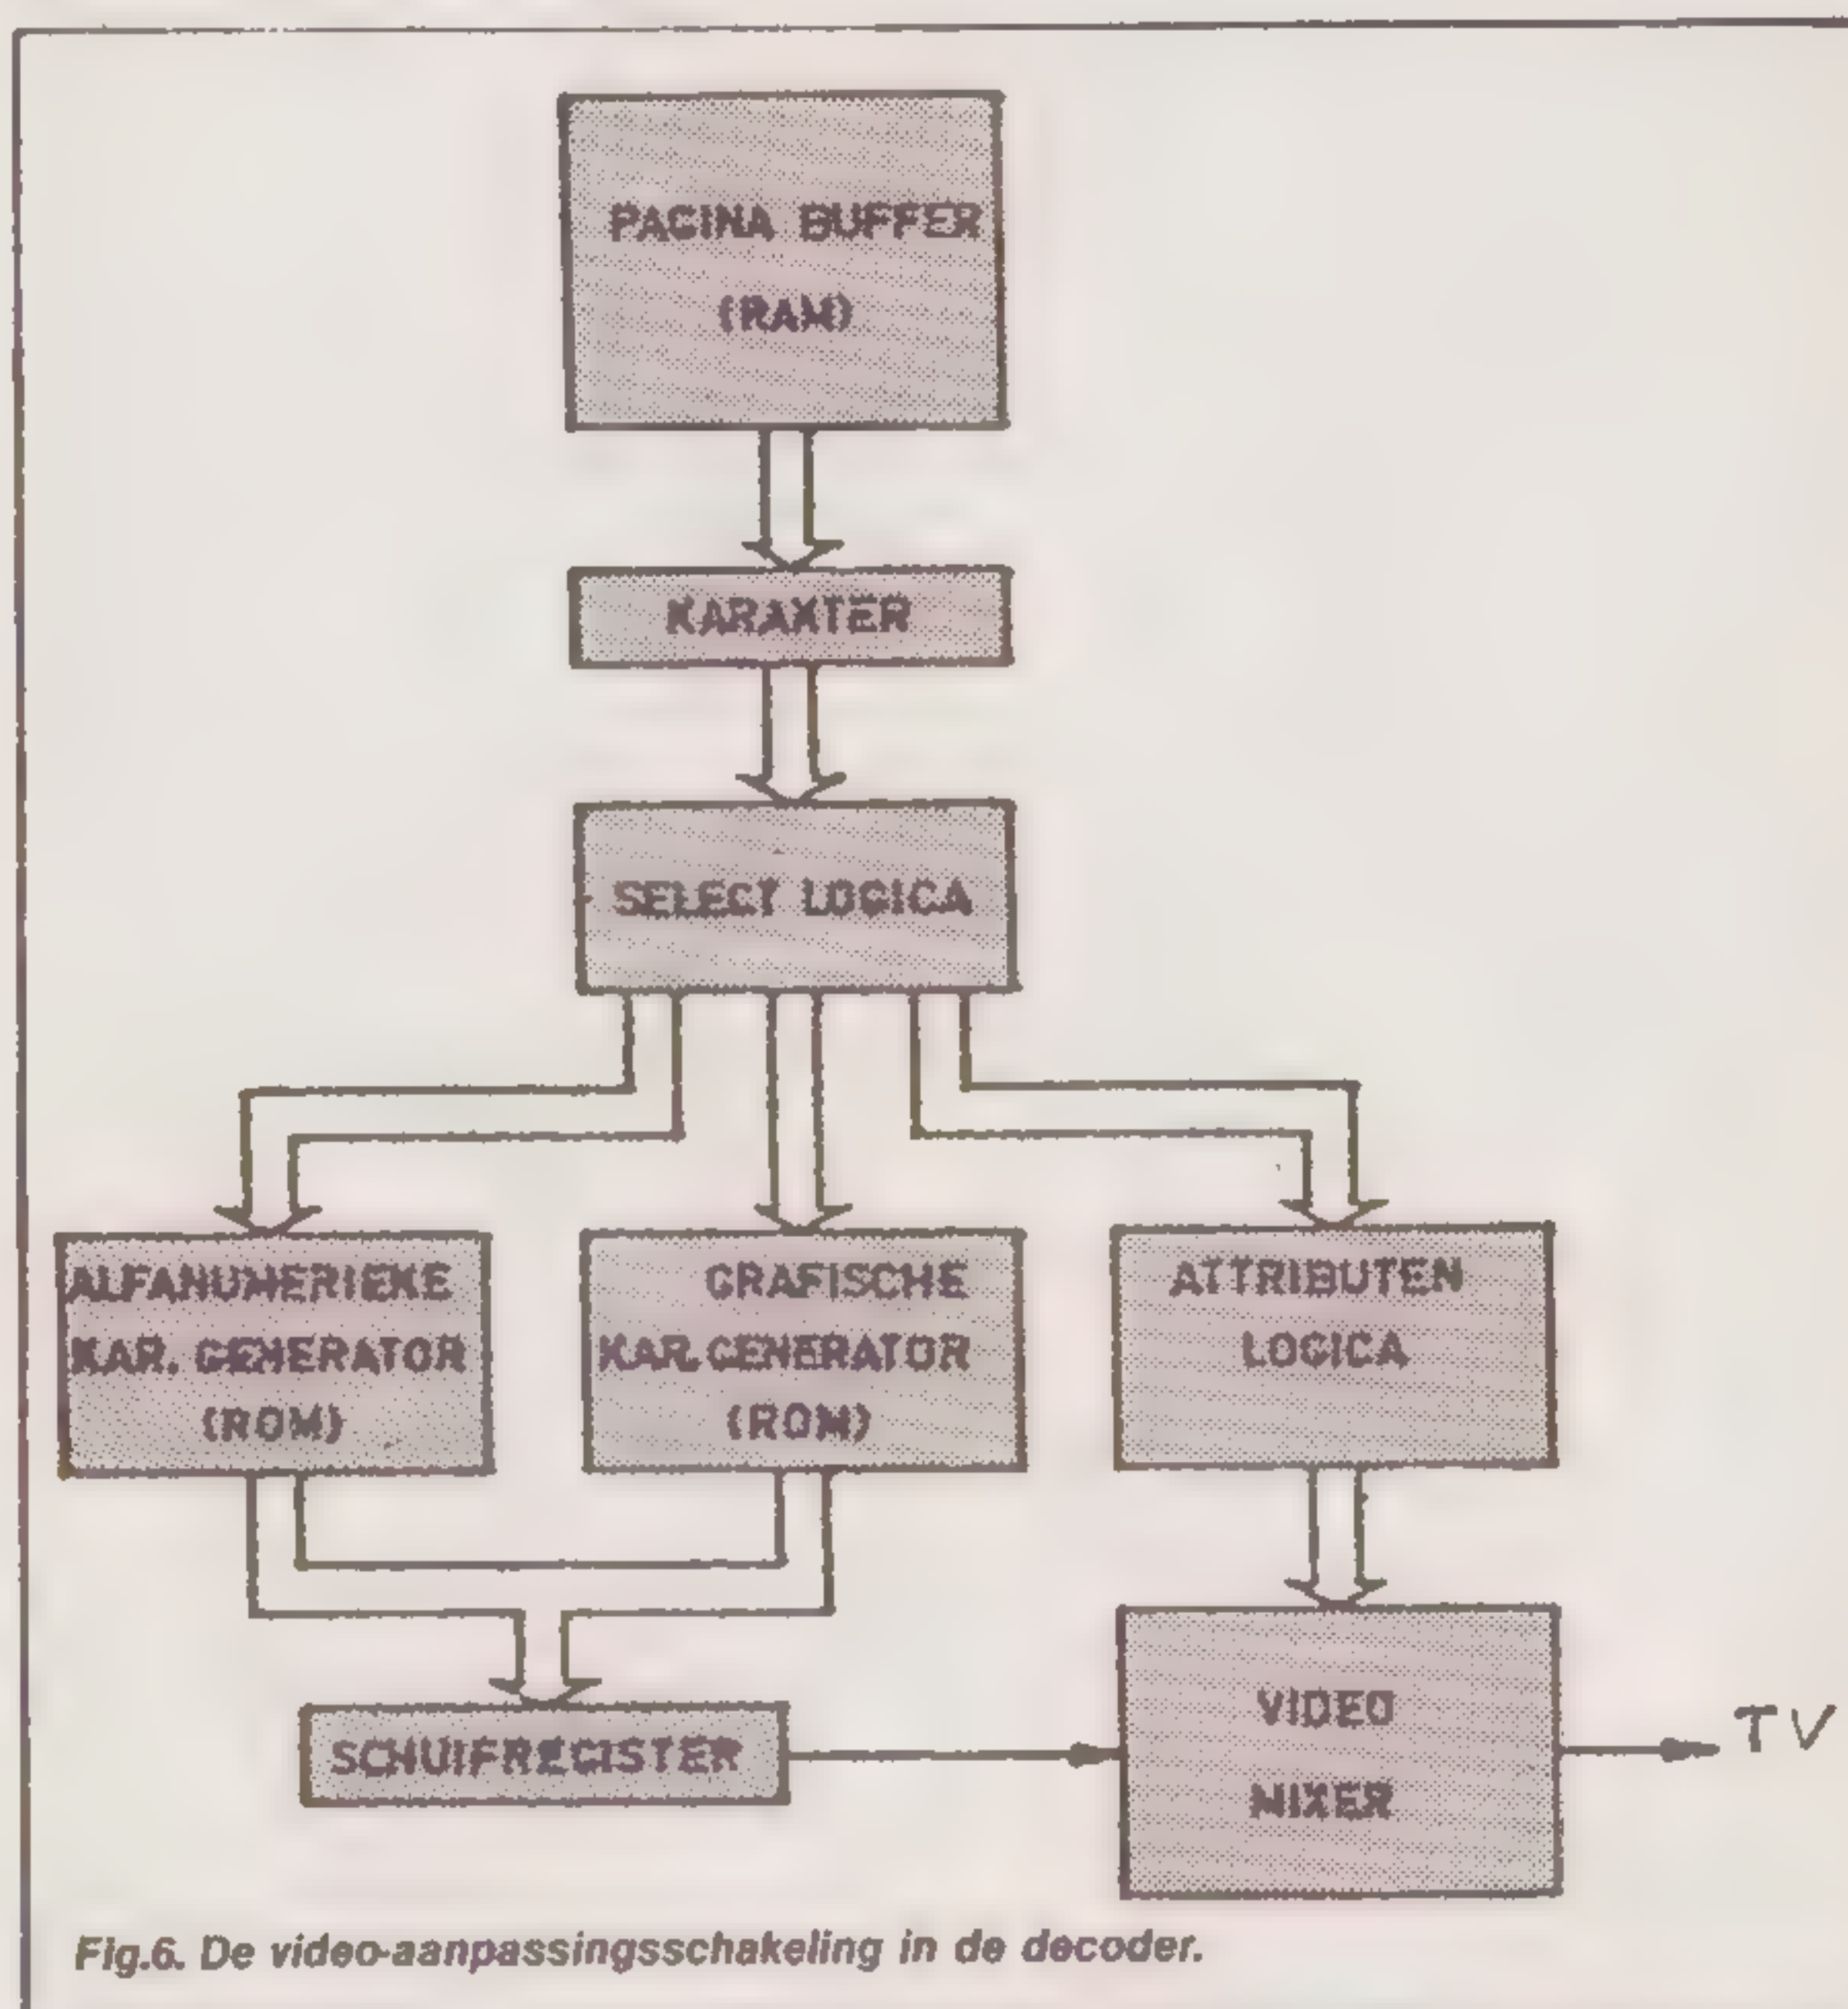 PAGINA BUFFER
(RAM)
KARAKTER
SELECT LOGICA
ALFANUMERIEKE
KAR. GENERATOR
(ROM)
GRAFISCHE
KAR. GENERATOR
(ROM)
ATTRIBUTEN
LOGICA
SCHUIFREGISTER
VIDEO
MIXER
TV
Fig.6. De video-aanpassingsschakeling in de decoder.